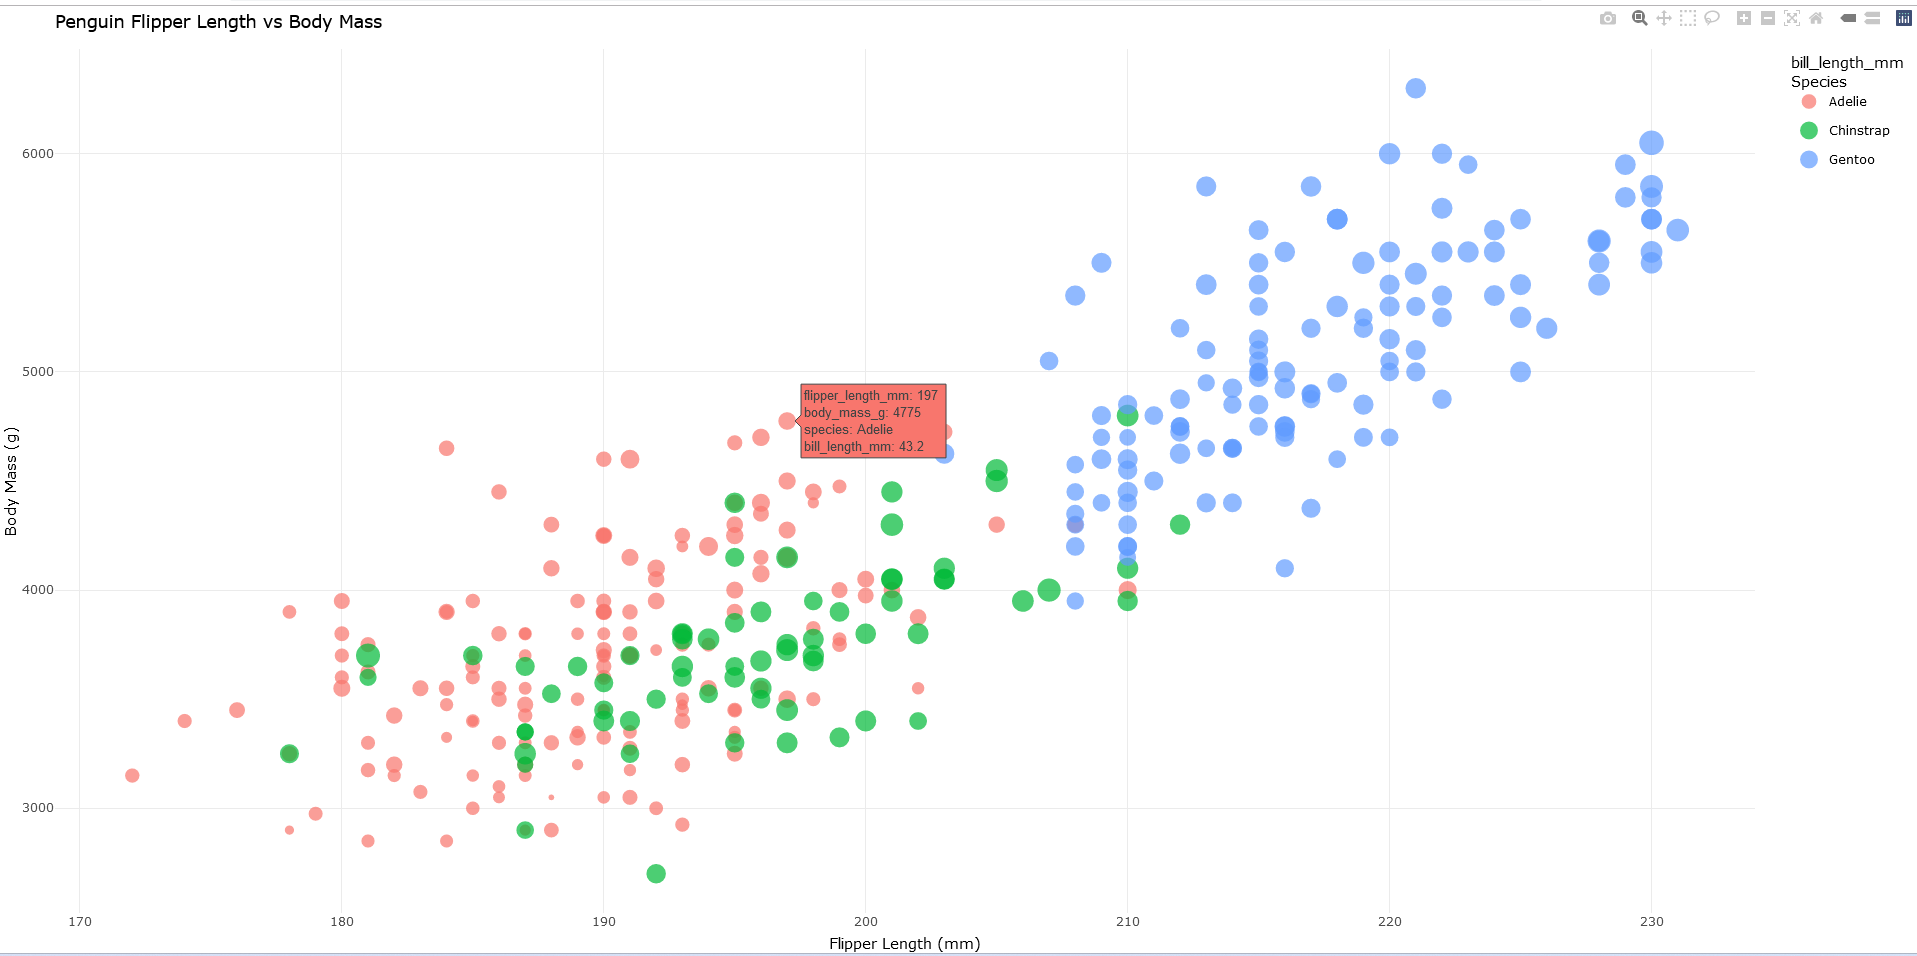 Penguin Flipper Length vs Body Mass
bill_length_mm
Species
Adelie
Chinstrap
Gentoo
6000
5000
4000
3000
Body Mass (g)
flipper_length_mm: 197
body_mass_g: 4775
species: Adelie
bill_length_mm: 43.2
170 180 190 200 210 220 230
Flipper Length (mm)